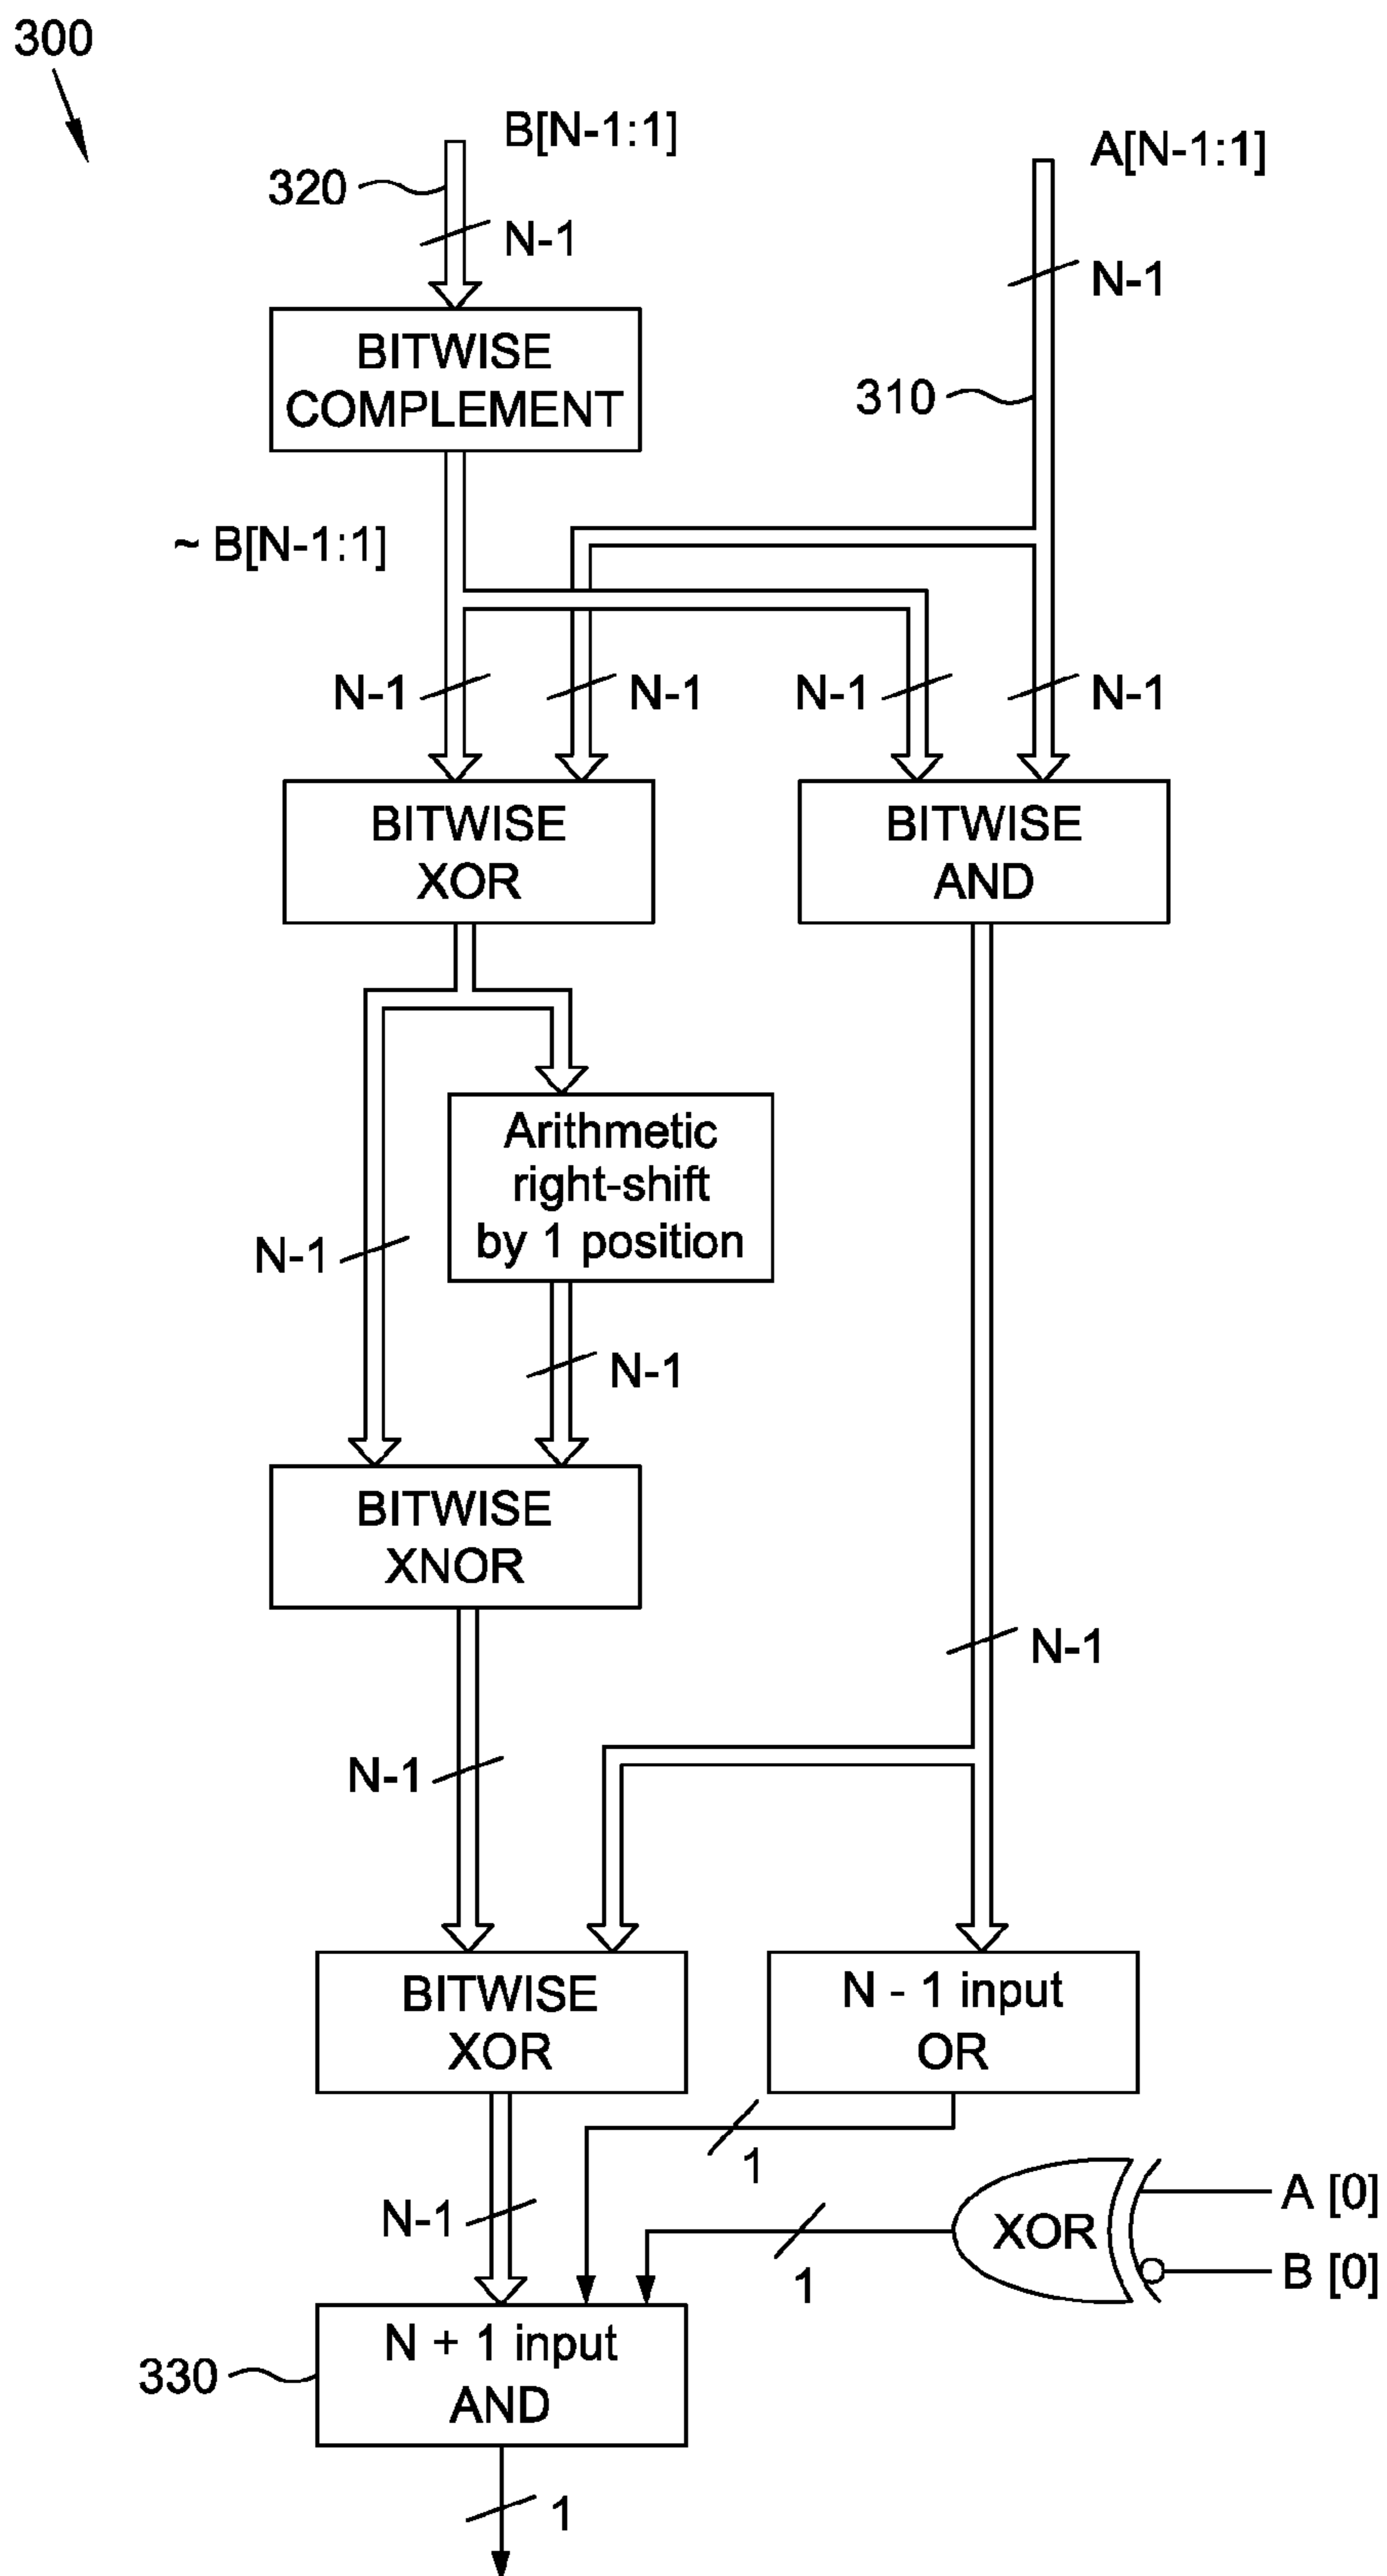 300
B[N-1:1]
A[N-1:1]
320
N-1
N-1
BITWISE
COMPLEMENT
310
~ B[N-1:1]
N-1
N-1
N-1
N-1
BITWISE
XOR
BITWISE
AND
Arithmetic
right-shift
by 1 position
N-1
N-1
BITWISE
XNOR
N-1
N-1
BITWISE
XOR
N - 1 input
OR
1
N-1
XOR
A [0]
1
B [0]
N + 1 input
AND
330
1